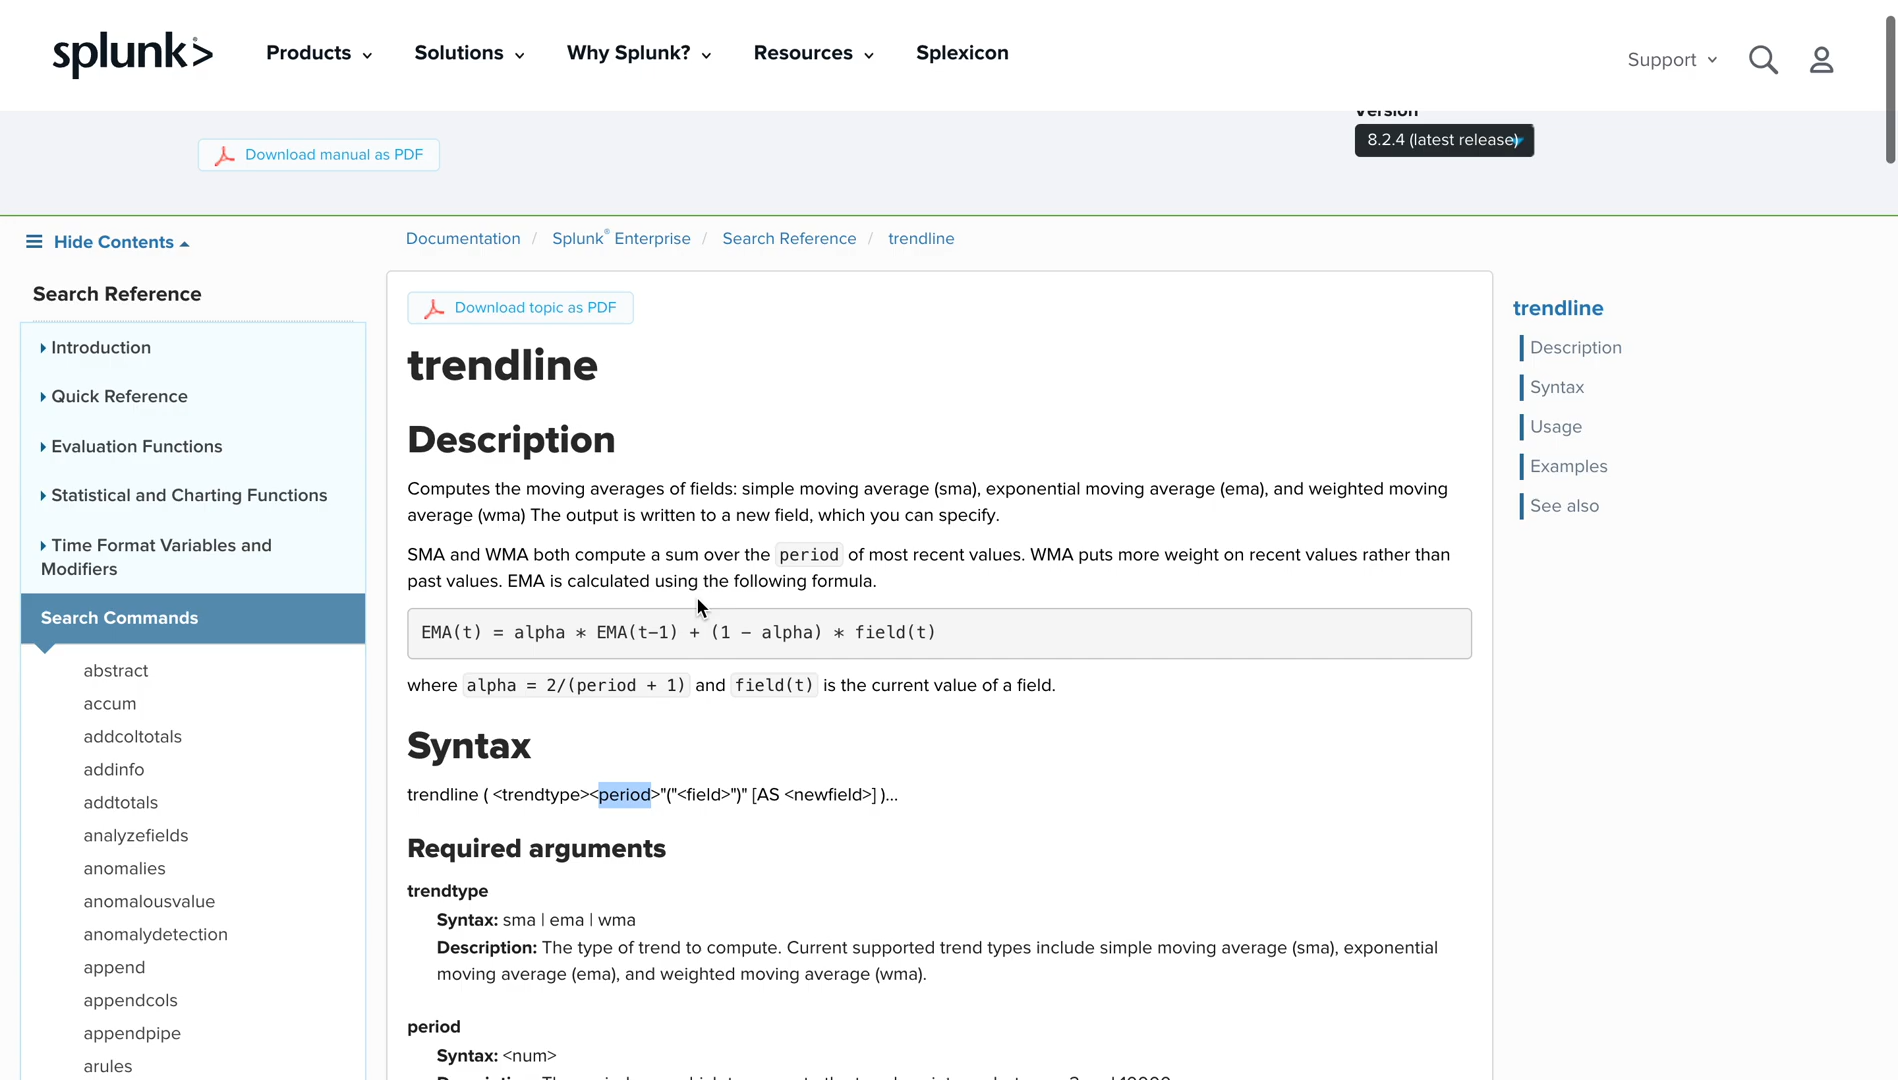 splunk>
Products
Solutions
Why Splunk?
Resources
Splexicon
Support
Version
8.2.4 (latest release)
Download manual as PDF
Hide Contents
Documentation / Splunk® Enterprise / Search Reference / trendline
Search Reference
Introduction
Quick Reference
Evaluation Functions
Statistical and Charting Functions
Time Format Variables and
Modifiers
Search Commands
abstract
accum
addcoltotals
addinfo
addtotals
analyzefields
anomalies
anomalousvalue
anomalydetection
append
appendcols
appendpipe
arules
Download topic as PDF
trendline
Description
Computes the moving averages of fields: simple moving average (sma), exponential moving average (ema), and weighted moving
average (wma) The output is written to a new field, which you can specify.
SMA and WMA both compute a sum over the period of most recent values. WMA puts more weight on recent values rather than
past values. EMA is calculated using the following formula.
EMA(t) = alpha * EMA(t-1) + (1 - alpha) * field(t)
where alpha = 2/(period + 1) and field(t) is the current value of a field.
Syntax
trendline ( <trendtype><period>"("<field>")" [AS <newfield>] )...
Required arguments
trendtype
Syntax: sma | ema | wma
Description: The type of trend to compute. Current supported trend types include simple moving average (sma), exponential
moving average (ema), and weighted moving average (wma).
period
Syntax: <num>
trendline
Description
Syntax
Usage
Examples
See also